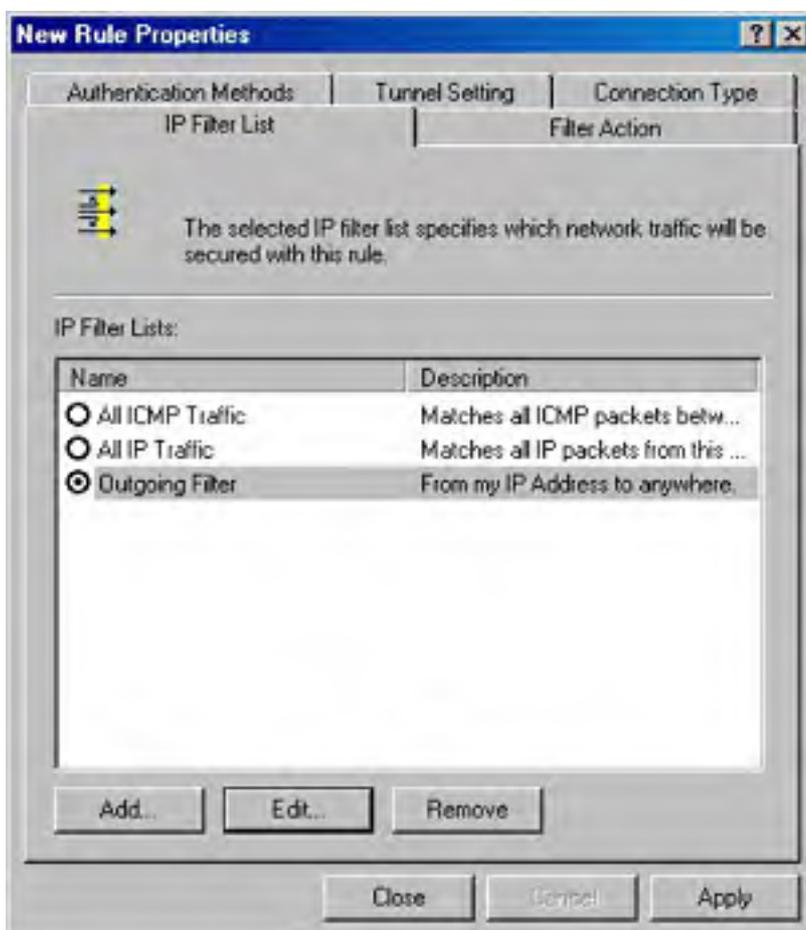 New Rule Properties
Authentication Methods Tunnel Setting Connection Type
IP Filter List Filter Action
The selected IP filter list specifies which network traffic will be
secured with this rule.
IP Filter Lists:
Name Description
All ICMP Traffic Matches all ICMP packets betw...
All IP Traffic Matches all IP packets from this ...
Outgoing Filter From my IP Address to anywhere.
Add... Edit... Remove
Close Cancel Apply